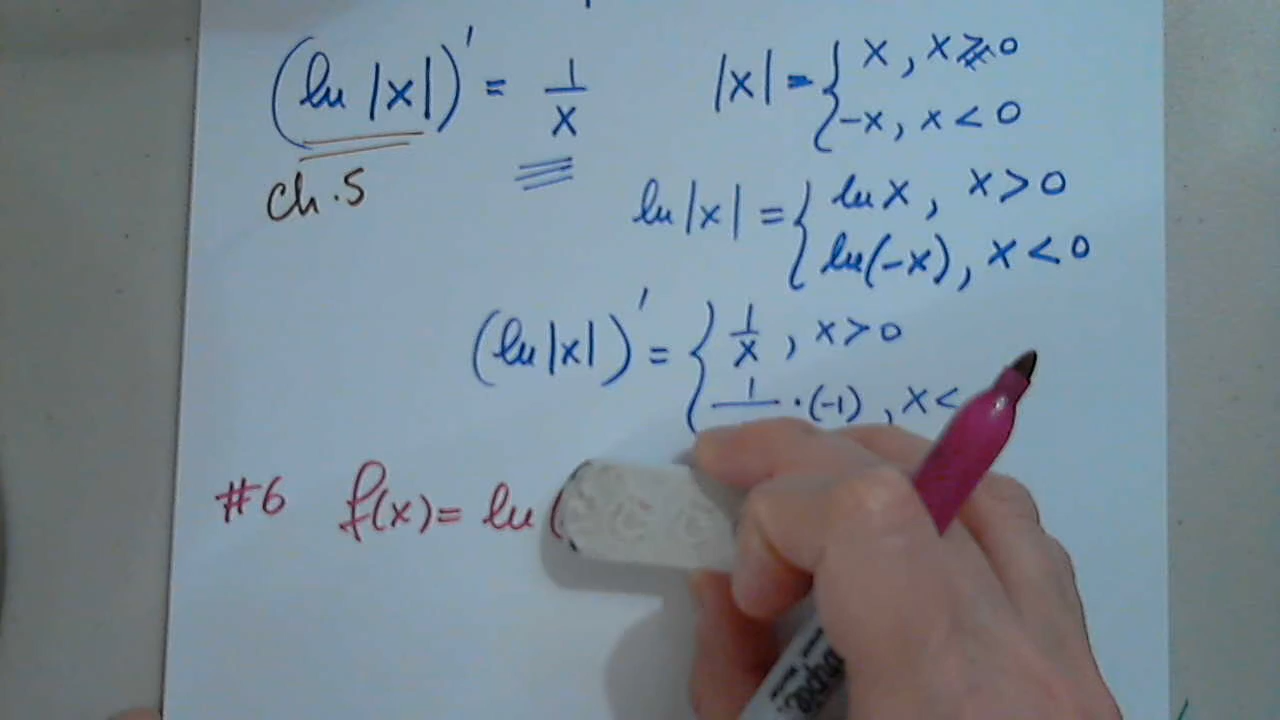 (ln |x|)' = 1/x
ch.5
|x| = { x, x ≥ 0
-x, x < 0
ln |x| = { ln x, x > 0
ln(-x), x < 0
(ln |x|)' = { 1/x, x > 0
1/ · (-1), x <
#6 f(x) = ln (